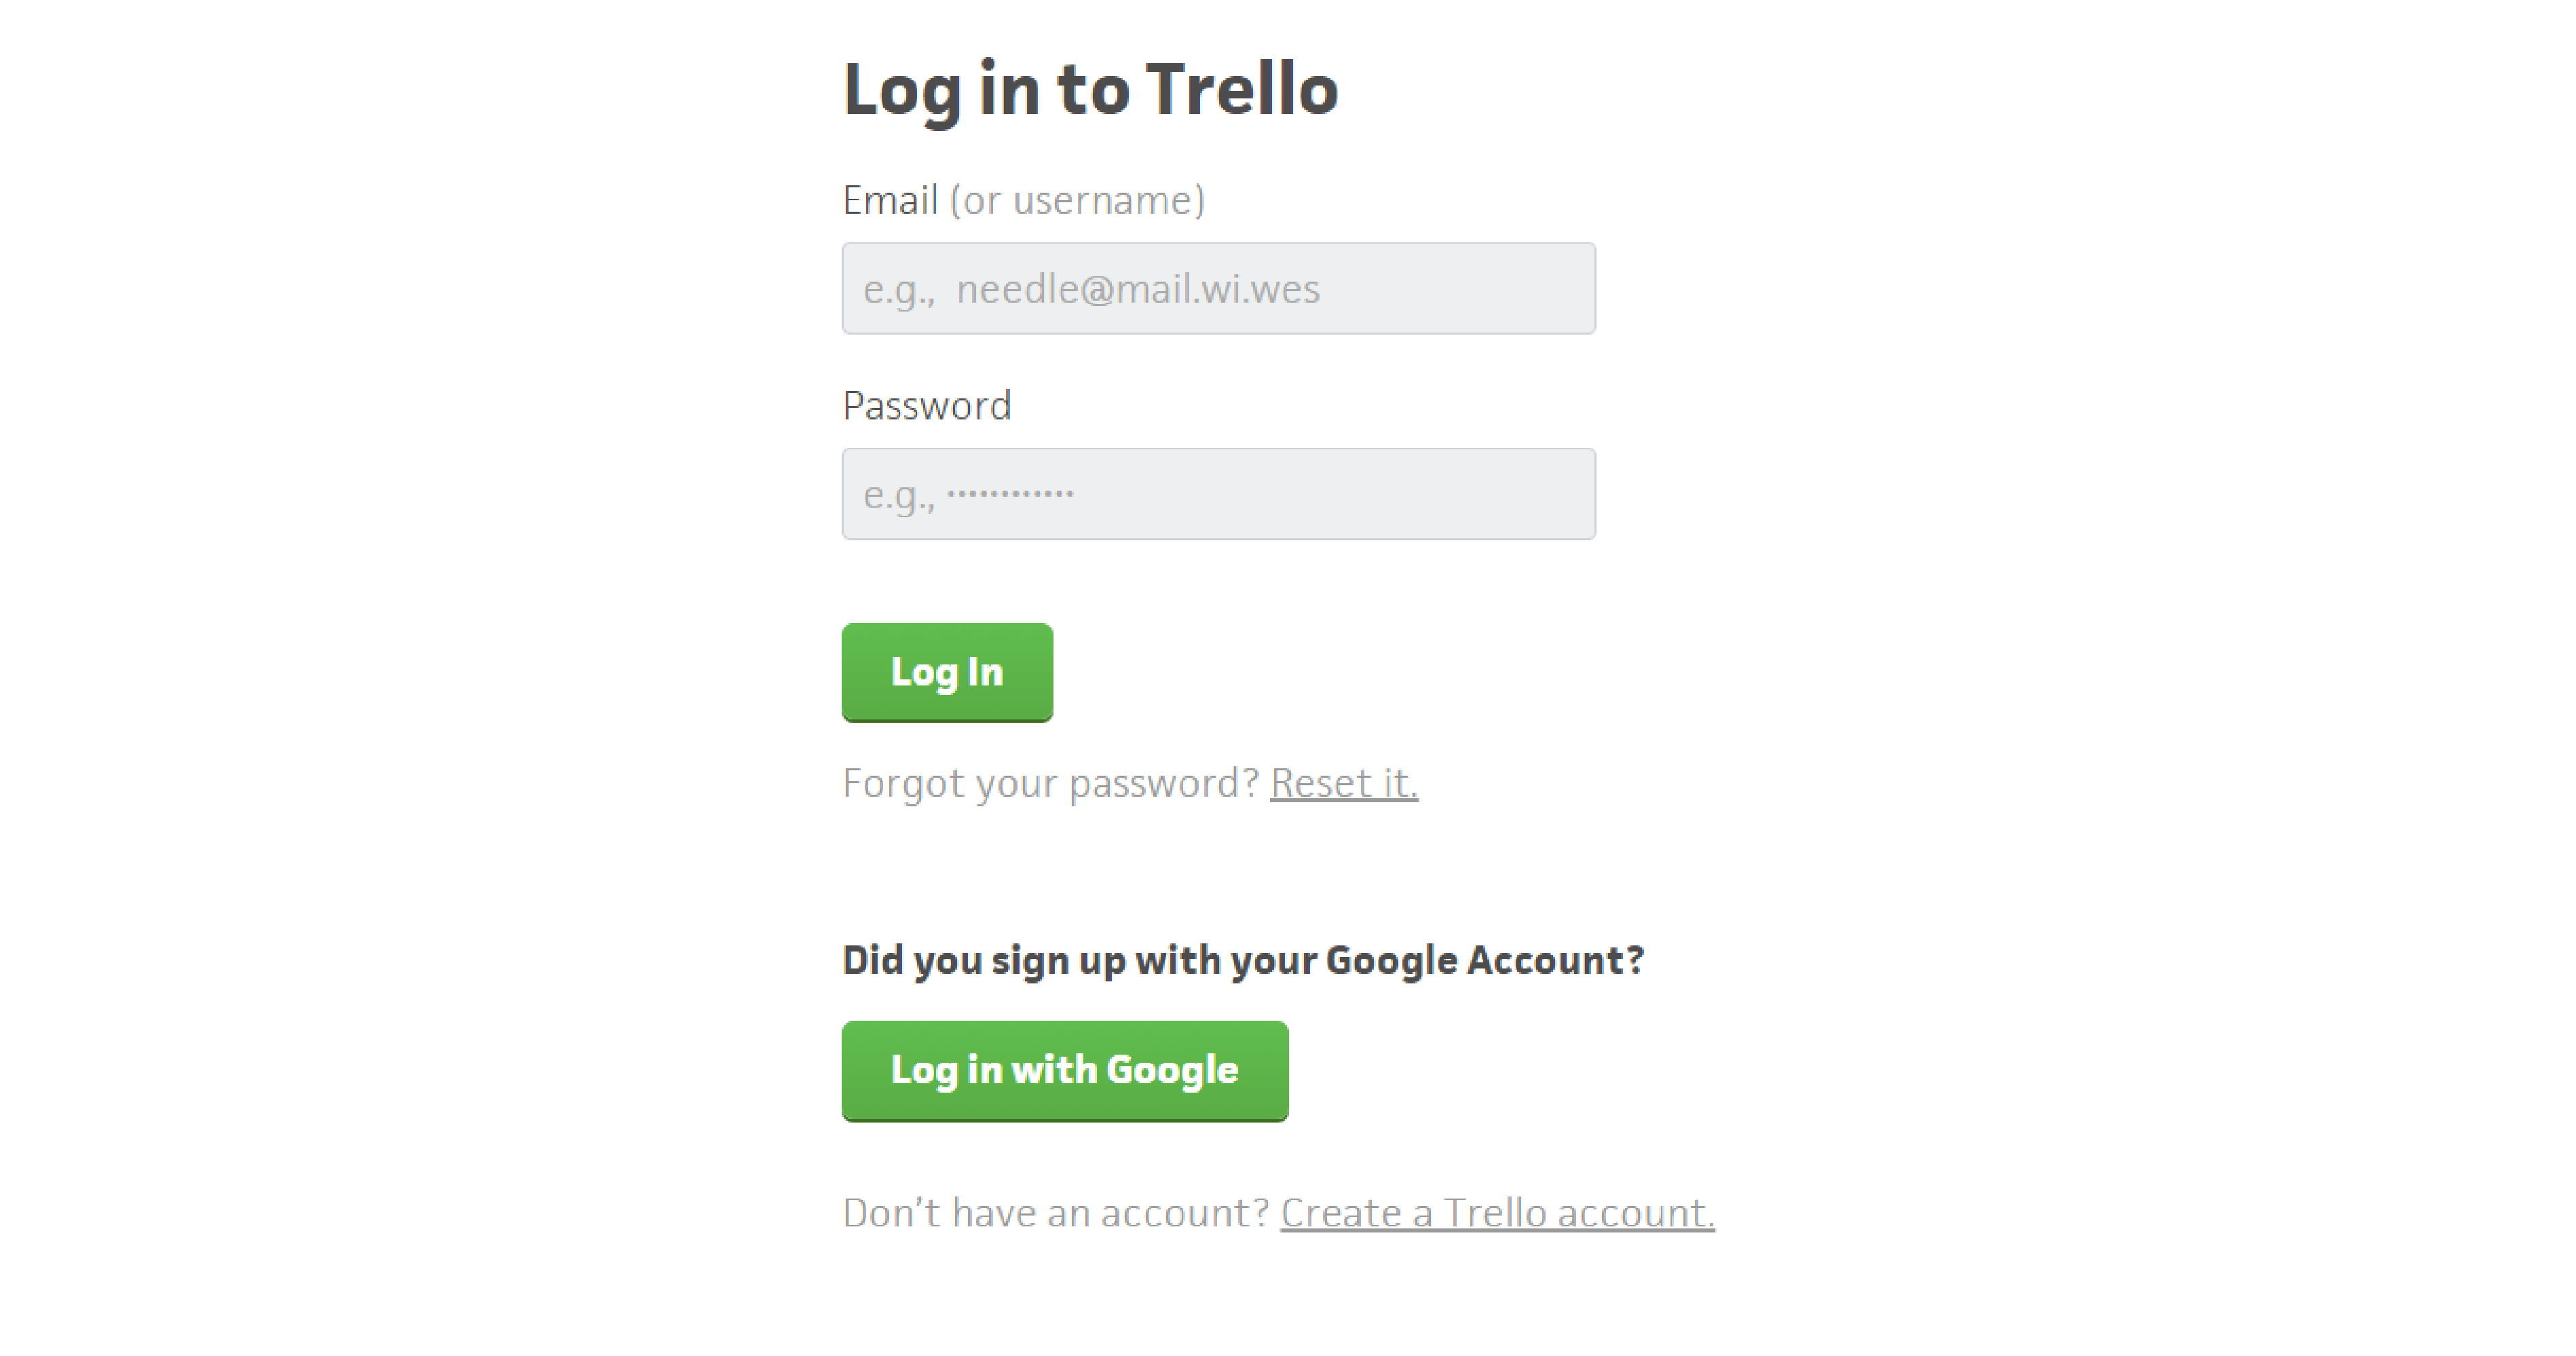 Log in to Trello
Email (or username)
e.g., needle@mail.wi.wes
Password
e.g., ••••••••••••
Log In
Forgot your password? Reset it.
Did you sign up with your Google Account?
Log in with Google
Don't have an account? Create a Trello account.